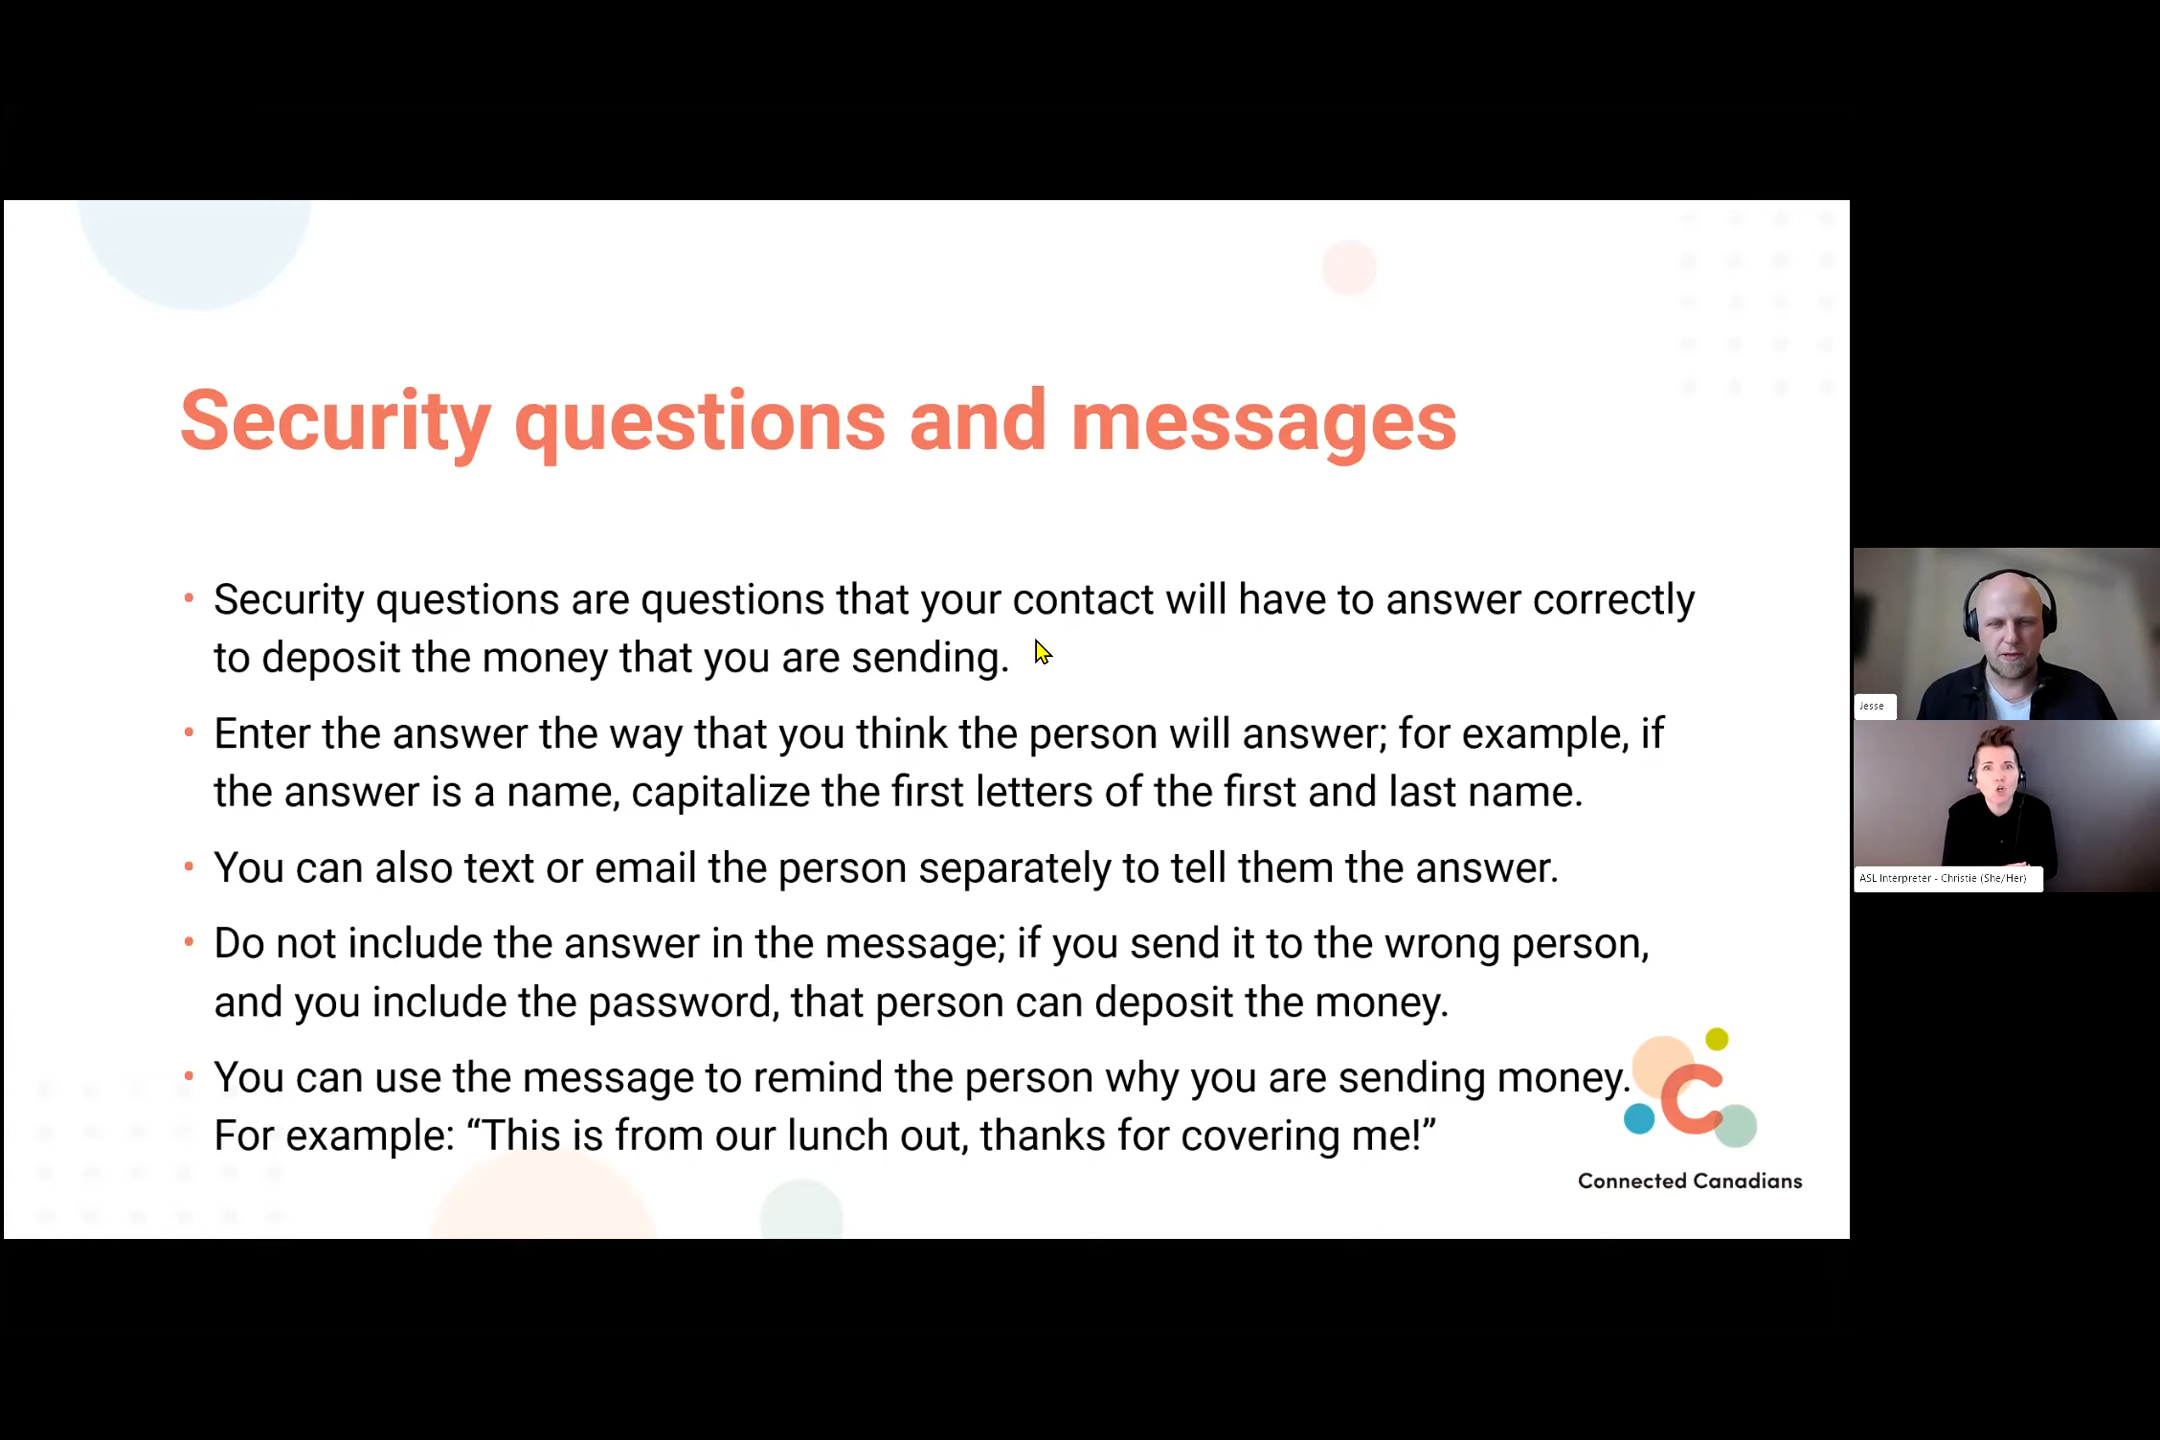 Security questions and messages
• Security questions are questions that your contact will have to answer correctly
to deposit the money that you are sending.
• Enter the answer the way that you think the person will answer; for example, if
the answer is a name, capitalize the first letters of the first and last name.
• You can also text or email the person separately to tell them the answer.
• Do not include the answer in the message; if you send it to the wrong person,
and you include the password, that person can deposit the money.
• You can use the message to remind the person why you are sending money.
For example: “This is from our lunch out, thanks for covering me!”
Connected Canadians
Jesse
ASL Interpreter - Christie (She/Her)